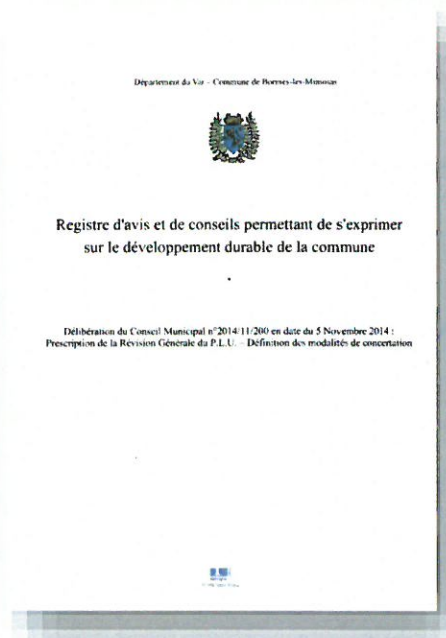 Département du Var – Commune de Bormes-les-Mimosas
Registre d'avis et de conseils permettant de s'exprimer
sur le développement durable de la commune
Délibération du Conseil Municipal n°2014/11/200 en date du 5 Novembre 2014 :
Prescription de la Révision Générale du P.L.U. – Définition des modalités de concertation